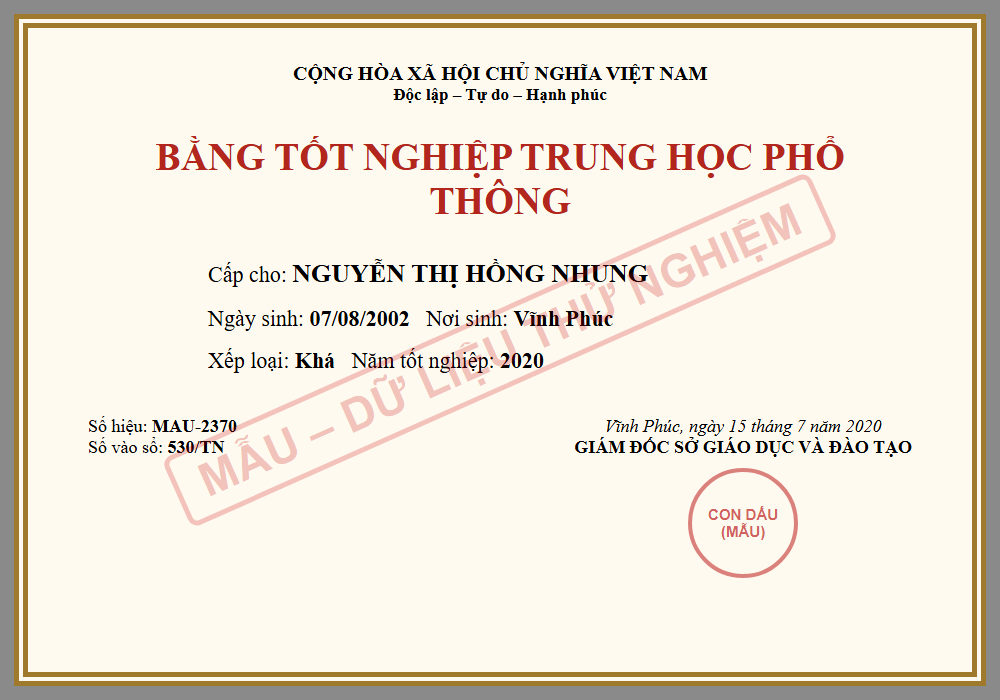 CỘNG HÒA XÃ HỘI CHỦ NGHĨA VIỆT NAM
Độc lập – Tự do – Hạnh phúc
BẰNG TỐT NGHIỆP TRUNG HỌC PHỔ
THÔNG
Cấp cho: NGUYỄN THỊ HỒNG NHUNG
Ngày sinh: 07/08/2002 Nơi sinh: Vĩnh Phúc
Xếp loại: Khá Năm tốt nghiệp: 2020
MẪU – DỮ LIỆU THỬ NGHIỆM
Số hiệu: MAU-2370
Số vào sổ: 530/TN
Vĩnh Phúc, ngày 15 tháng 7 năm 2020
GIÁM ĐỐC SỞ GIÁO DỤC VÀ ĐÀO TẠO
CON DẤU
(MẪU)